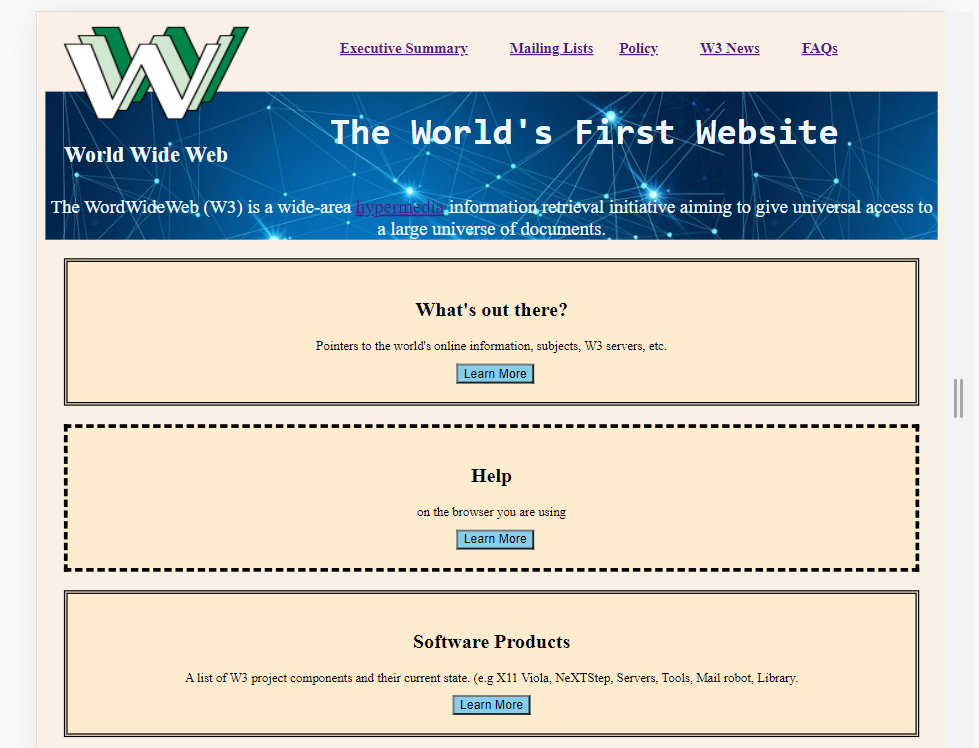 Executive Summary Mailing Lists Policy W3 News FAQs
W
The World's First Website
World Wide Web
The WordWideWeb (W3) is a wide-area hypermedia information retrieval initiative aiming to give universal access to
a large universe of documents.
What's out there?
Pointers to the world's online information, subjects, W3 servers, etc.
Learn More
Help
on the browser you are using
Learn More
Software Products
A list of W3 project components and their current state. (e.g X11 Viola, NeXTStep, Servers, Tools, Mail robot, Library.
Learn More